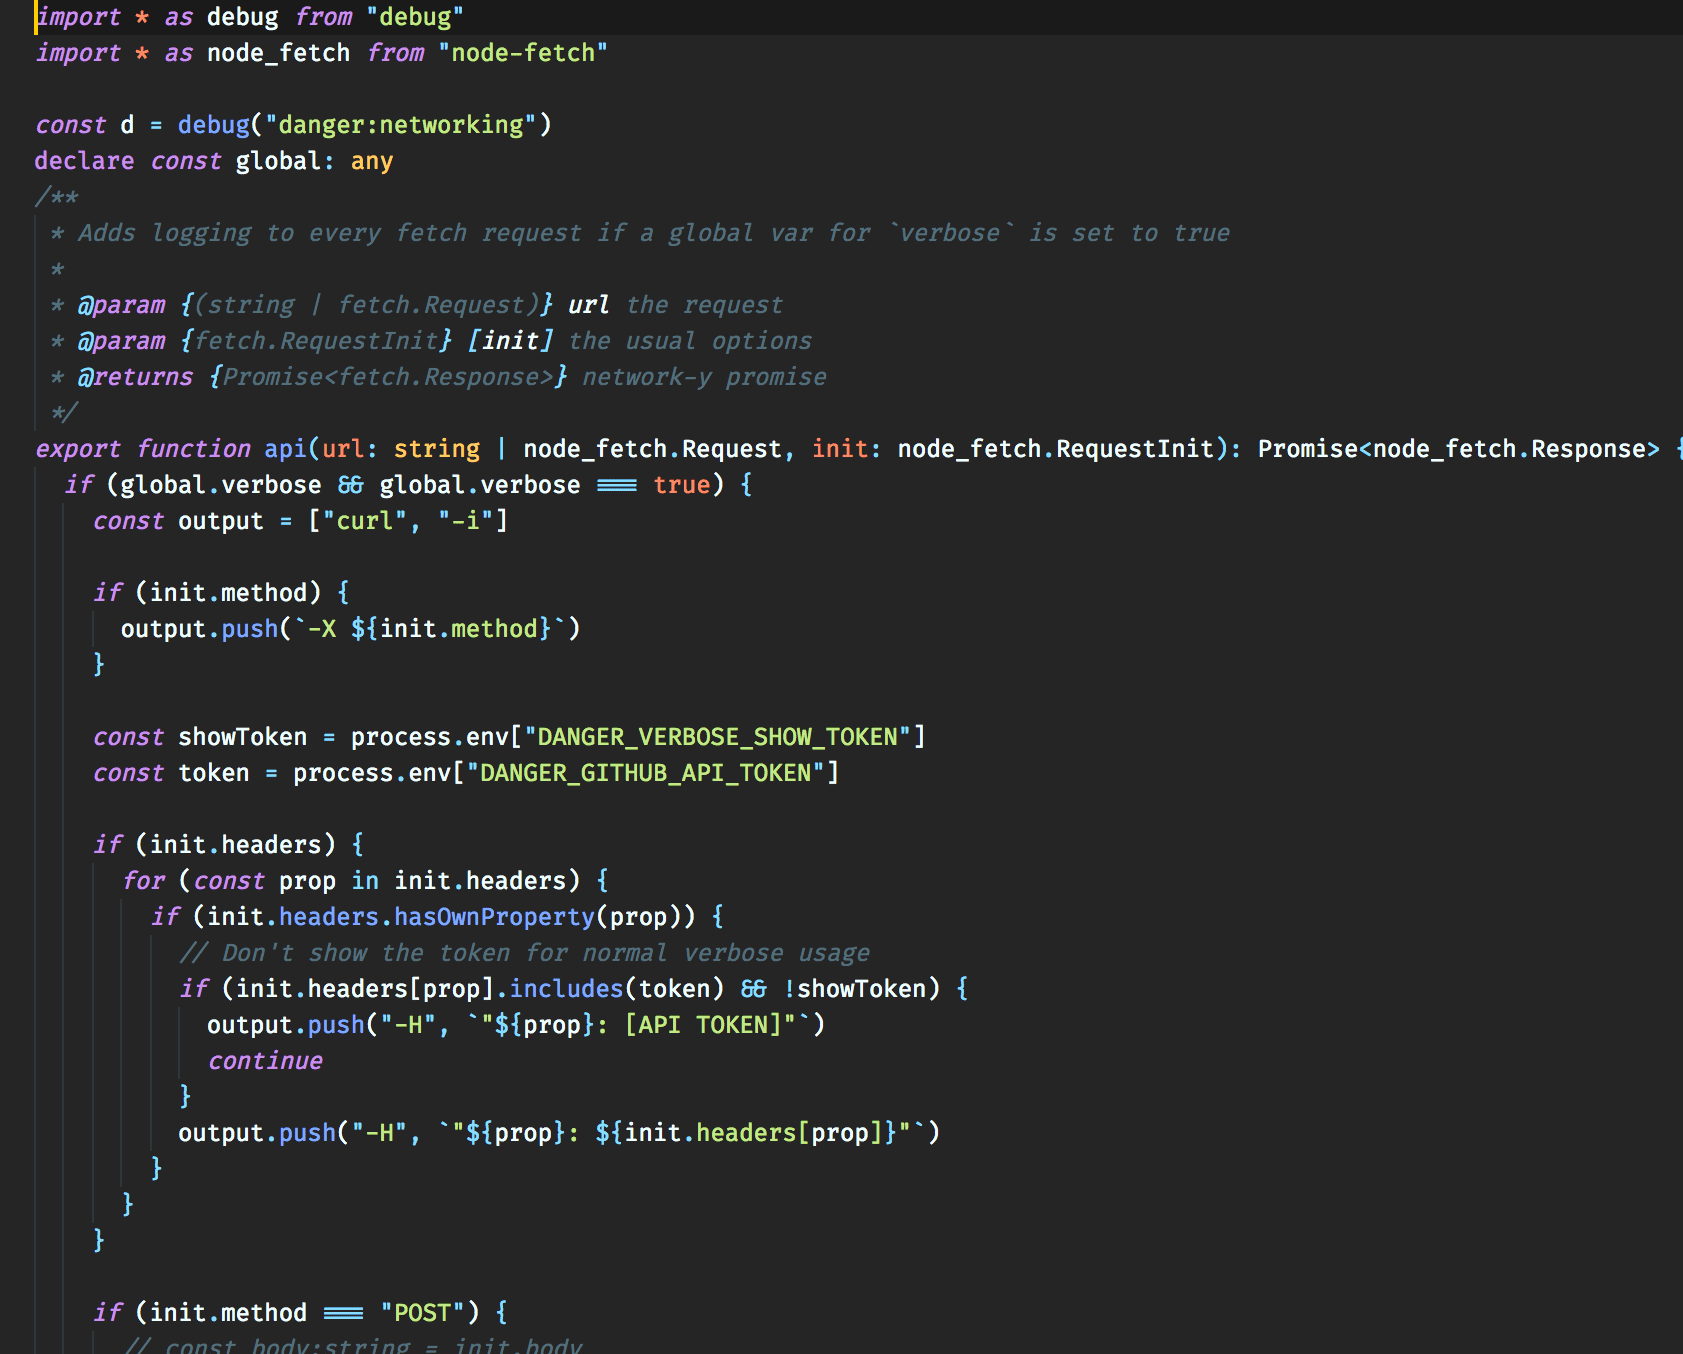 import * as debug from "debug"
import * as node_fetch from "node-fetch"
const d = debug("danger:networking")
declare const global: any
/**
* Adds logging to every fetch request if a global var for `verbose` is set to true
*
* @param {(string | fetch.Request)} url the request
* @param {fetch.RequestInit} [init] the usual options
* @returns {Promise<fetch.Response>} network-y promise
*/
export function api(url: string | node_fetch.Request, init: node_fetch.RequestInit): Promise<node_fetch.Response> {
if (global.verbose && global.verbose === true) {
const output = ["curl", "-i"]
if (init.method) {
output.push(`-X ${init.method}`)
}
const showToken = process.env["DANGER_VERBOSE_SHOW_TOKEN"]
const token = process.env["DANGER_GITHUB_API_TOKEN"]
if (init.headers) {
for (const prop in init.headers) {
if (init.headers.hasOwnProperty(prop)) {
// Don't show the token for normal verbose usage
if (init.headers[prop].includes(token) && !showToken) {
output.push("-H", `"${prop}: [API TOKEN]"`)
continue
}
output.push("-H", `"${prop}: ${init.headers[prop]}"`)
}
}
}
if (init.method === "POST") {
// const body:string = init.body